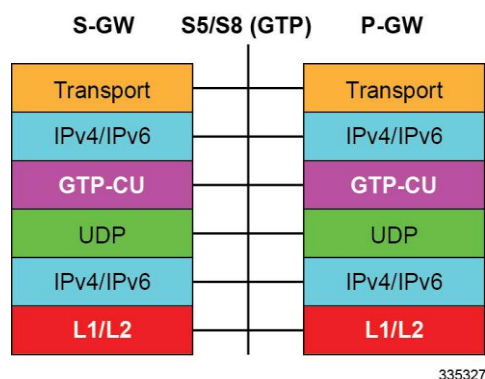 S-GW S5/S8 (GTP) P-GW
Transport Transport
IPv4/IPv6 IPv4/IPv6
GTP-CU GTP-CU
UDP UDP
IPv4/IPv6 IPv4/IPv6
L1/L2 L1/L2
335327